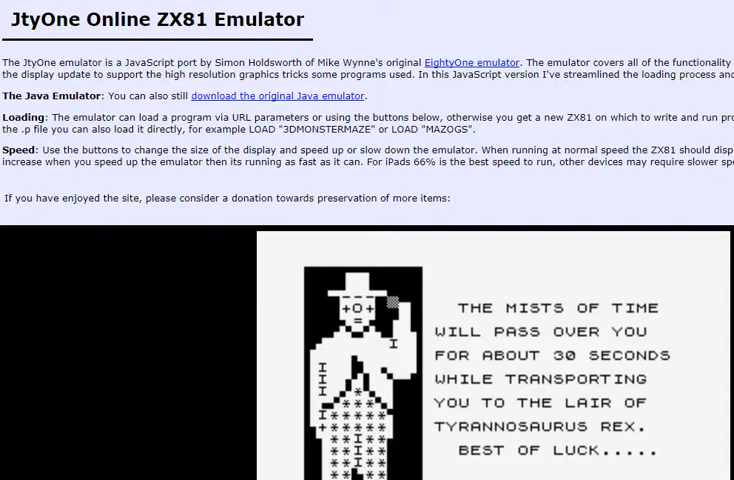 JtyOne Online ZX81 Emulator
The JtyOne emulator is a JavaScript port by Simon Holdsworth of Mike Wynne's original EightyOne emulator. The emulator covers all of the functionality
the display update to support the high resolution graphics tricks some programs used. In this JavaScript version I've streamlined the loading process and
The Java Emulator: You can also still download the original Java emulator.
Loading: The emulator can load a program via URL parameters or using the buttons below, otherwise you get a new ZX81 on which to write and run pro
the .p file you can also load it directly, for example LOAD "3DMONSTERMAZE" or LOAD "MAZOGS".
Speed: Use the buttons to change the size of the display and speed up or slow down the emulator. When running at normal speed the ZX81 should disp
increase when you speed up the emulator then its running as fast as it can. For iPads 66% is the best speed to run, other devices may require slower spe
If you have enjoyed the site, please consider a donation towards preservation of more items:
THE MISTS OF TIME
WILL PASS OVER YOU
FOR ABOUT 30 SECONDS
WHILE TRANSPORTING
YOU TO THE LAIR OF
TYRANNOSAURUS REX.
BEST OF LUCK.....